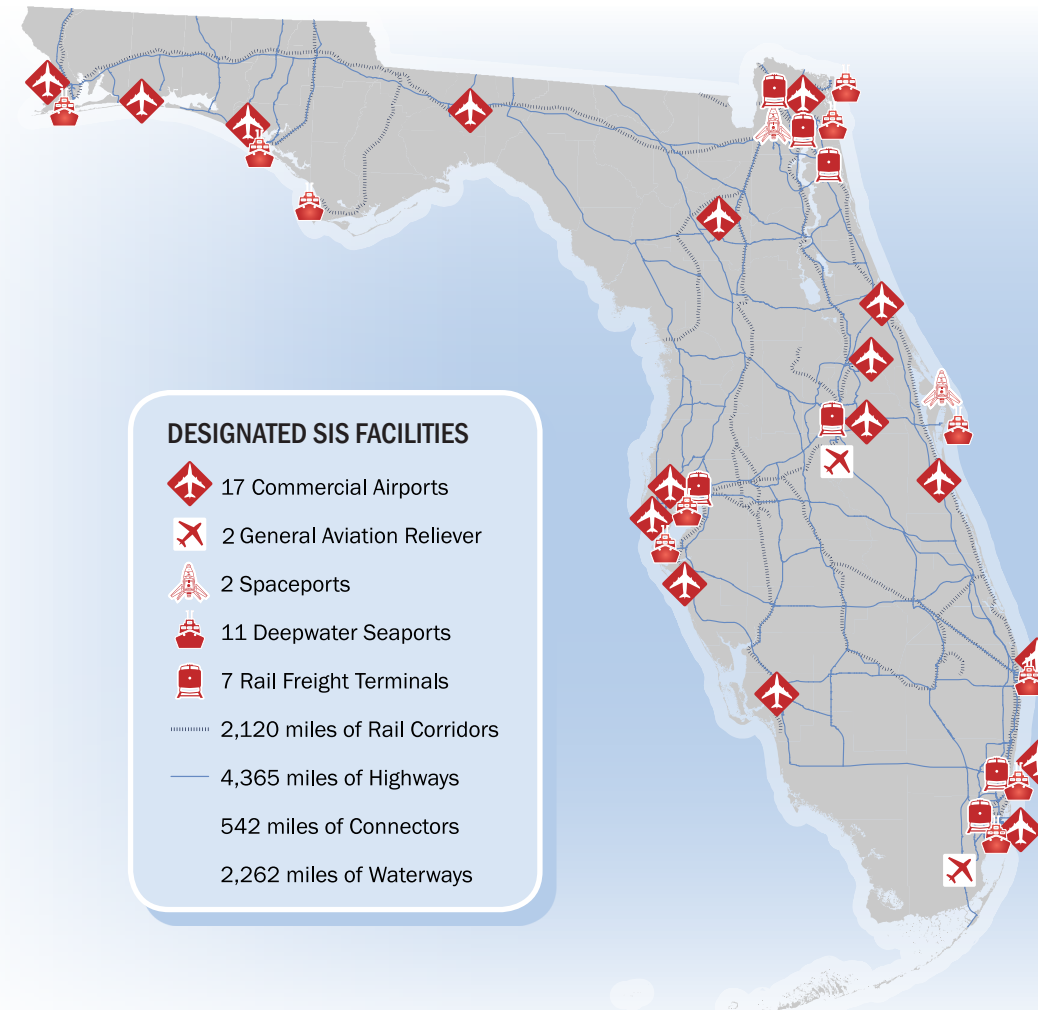 DESIGNATED SIS FACILITIES
17 Commercial Airports
2 General Aviation Reliever
2 Spaceports
11 Deepwater Seaports
7 Rail Freight Terminals
2,120 miles of Rail Corridors
4,365 miles of Highways
542 miles of Connectors
2,262 miles of Waterways